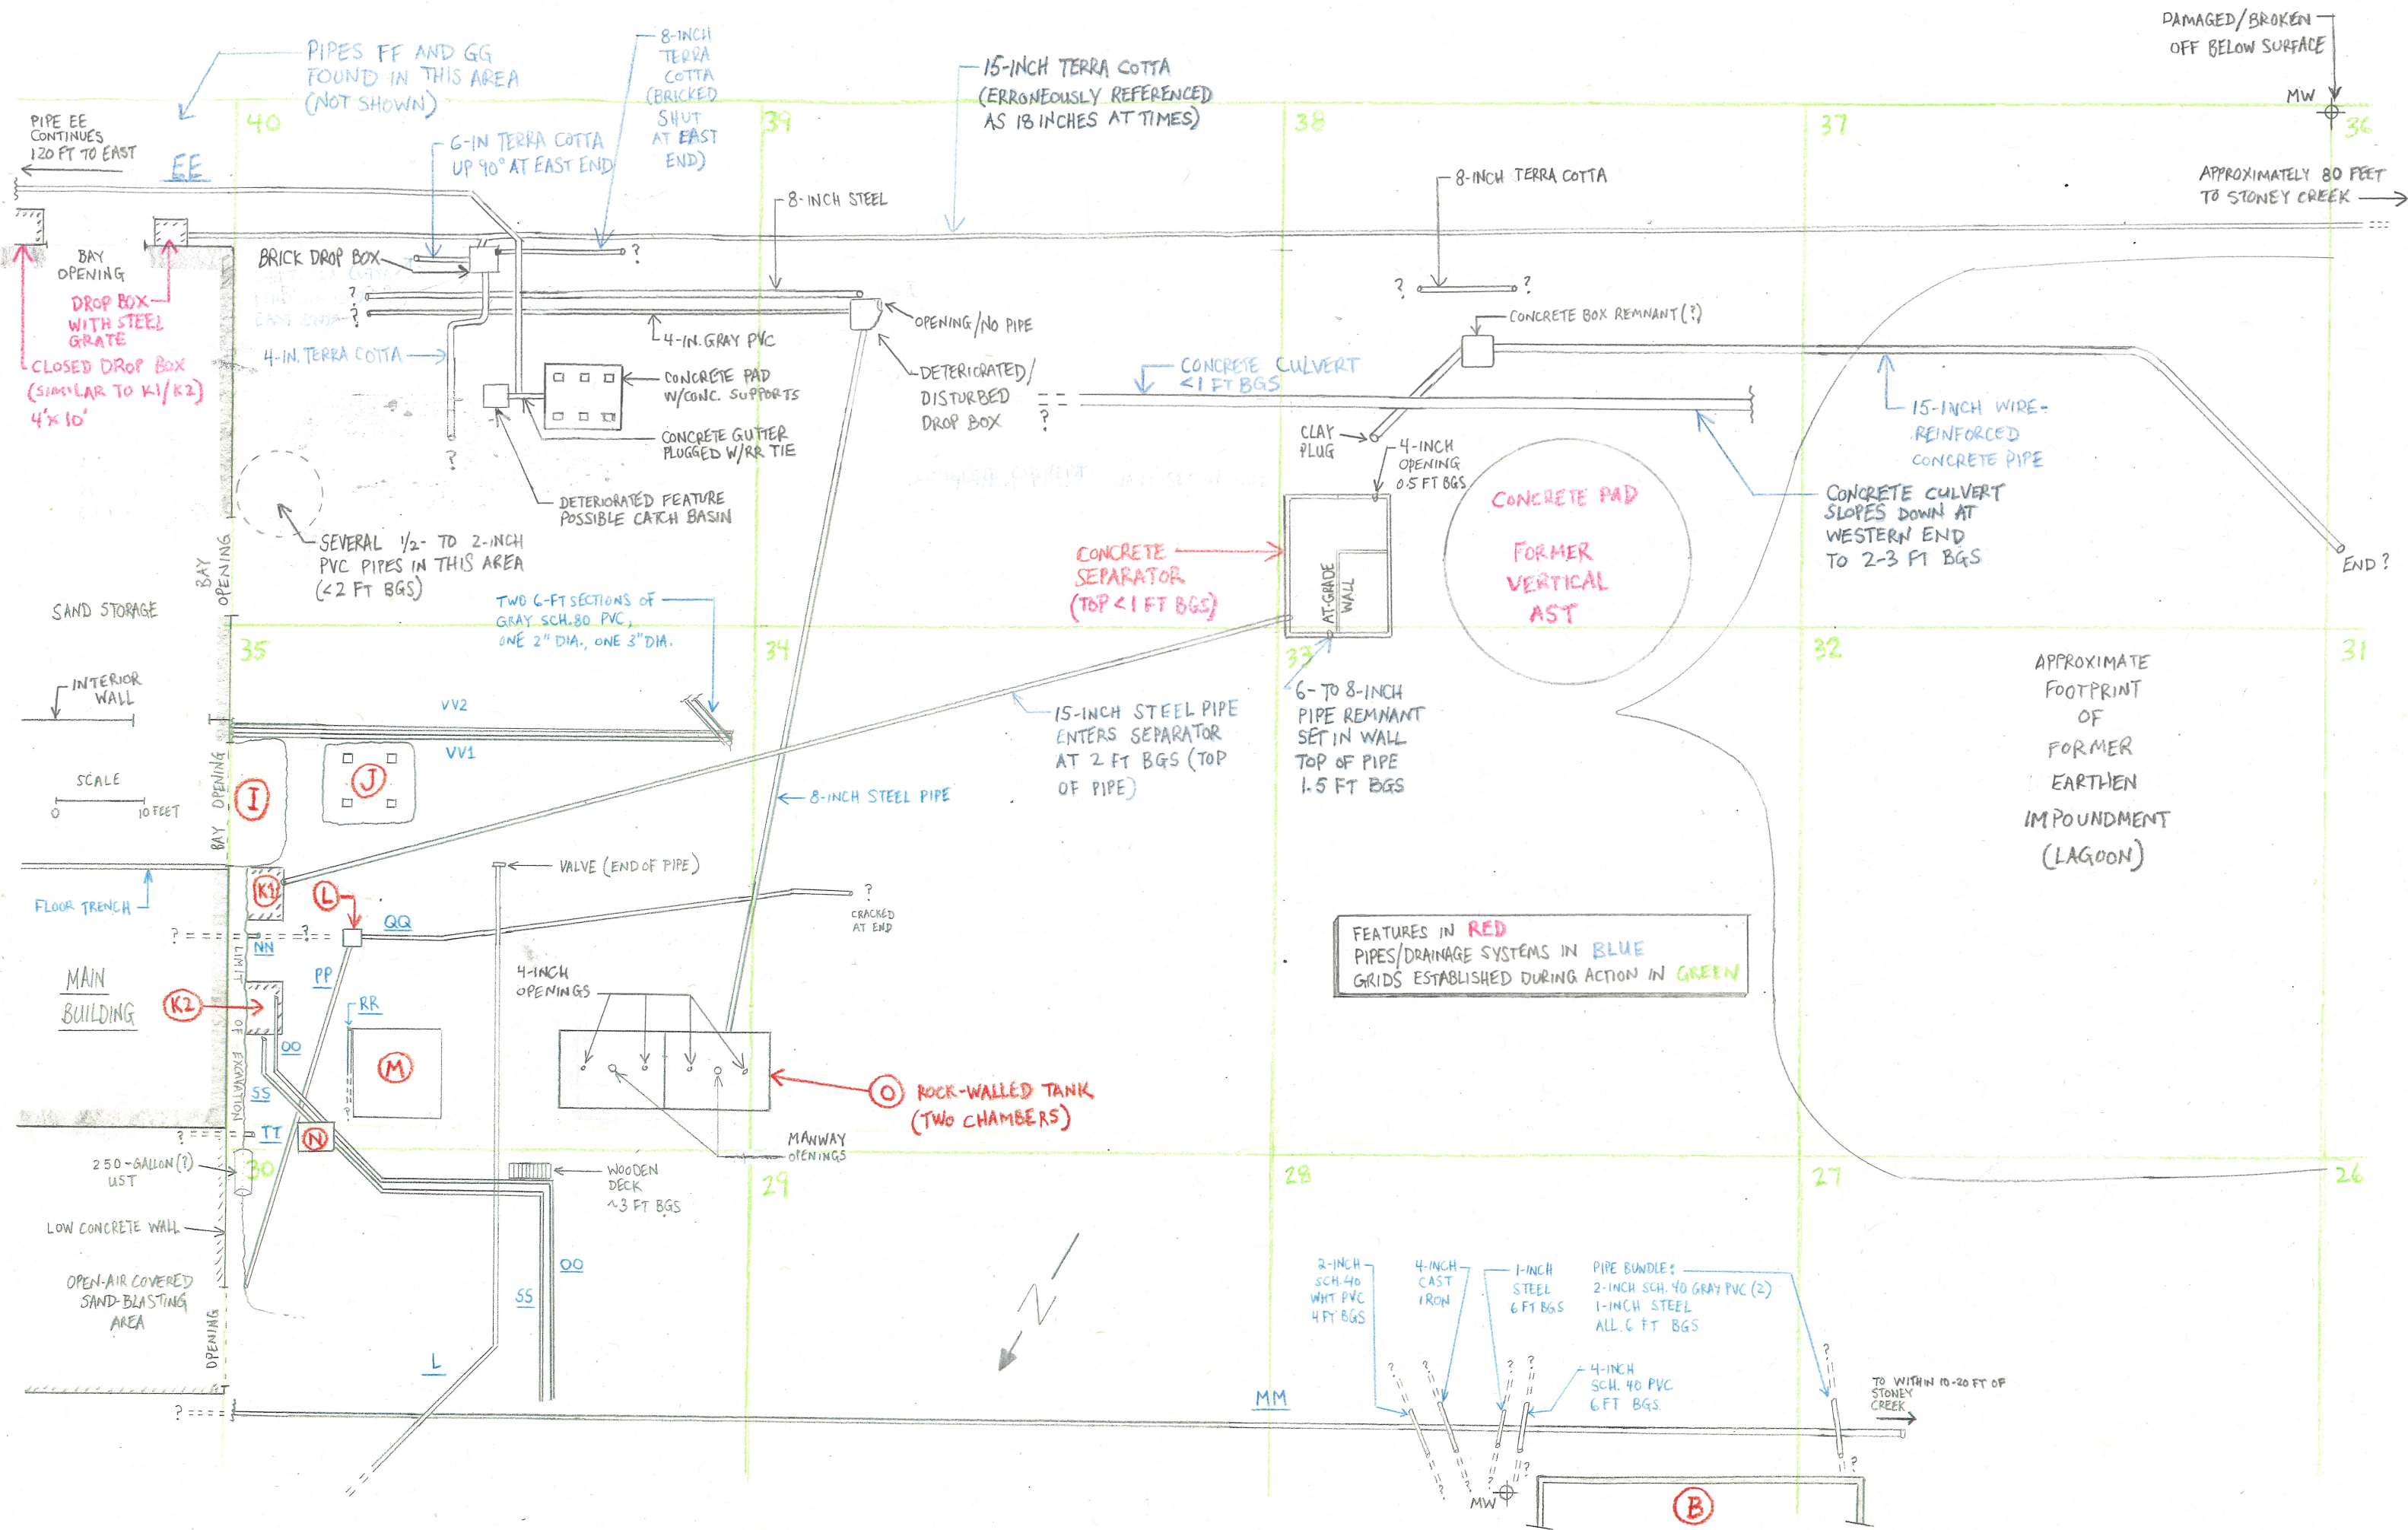 DAMAGED/BROKEN
OFF BELOW SURFACE
MW
36
PIPES FF AND GG
FOUND IN THIS AREA
(NOT SHOWN)
8-INCH
TERRA
COTTA
(BRICKED
SHUT
AT EAST
END)
15-INCH TERRA COTTA
(ERRONEOUSLY REFERENCED
AS 18 INCHES AT TIMES)
PIPE EE
CONTINUES
120 FT TO EAST
EE
40
39
38
37
6-IN TERRA COTTA
UP 90° AT EAST END
8-INCH STEEL
8-INCH TERRA COTTA
? ?
APPROXIMATELY 80 FEET
TO STONEY CREEK
BAY
OPENING
BRICK DROP BOX
?
DROP BOX
WITH STEEL
GRATE
CLOSED DROP BOX
(SIMILAR TO K1/K2)
4'X10'
?
?
4-IN. TERRA COTTA
4-IN. GRAY PVC
OPENING/NO PIPE
DETERIORATED/
DISTURBED
DROP BOX
CONCRETE PAD
W/CONC. SUPPORTS
CONCRETE GUTTER
PLUGGED W/RR TIE
?
DETERIORATED FEATURE
POSSIBLE CATCH BASIN
CONCRETE BOX REMNANT(?)
CONCRETE CULVERT
<1 FT BGS
?
CLAY
PLUG
4-INCH
OPENING
0.5 FT BGS
15-INCH WIRE-
REINFORCED
CONCRETE PIPE
CONCRETE CULVERT
SLOPES DOWN AT
WESTERN END
TO 2-3 FT BGS
END?
SEVERAL 1/2- TO 2-INCH
PVC PIPES IN THIS AREA
(<2 FT BGS)
BAY
OPENING
CONCRETE PAD
FORMER
VERTICAL
AST
CONCRETE
SEPARATOR
(TOP <1 FT BGS)
AT-GRADE
WALL
SAND STORAGE
TWO 6-FT SECTIONS OF
GRAY SCH.80 PVC,
ONE 2" DIA., ONE 3" DIA.
35
34
33
32
31
INTERIOR
WALL
VV2
VV1
15-INCH STEEL PIPE
ENTERS SEPARATOR
AT 2 FT BGS (TOP
OF PIPE)
6- TO 8-INCH
PIPE REMNANT
SET IN WALL
TOP OF PIPE
1.5 FT BGS
APPROXIMATE
FOOTPRINT
OF
FORMER
EARTHEN
IMPOUNDMENT
(LAGOON)
SCALE
0 10 FEET
BAY OPENING
I
J
8-INCH STEEL PIPE
VALVE (END OF PIPE)
FLOOR TRENCH
K1
L
?
CRACKED
AT END
QQ
? ?
NN
FEATURES IN RED
PIPES/DRAINAGE SYSTEMS IN BLUE
GRIDS ESTABLISHED DURING ACTION IN GREEN
MAIN
BUILDING
LIMIT OF EXCAVATION
PP
4-INCH
OPENINGS
K2
RR
OO
M
SS
?
O
ROCK-WALLED TANK
(TWO CHAMBERS)
?
TT
N
MANWAY
OPENINGS
250-GALLON(?)
UST
30
29
28
27
26
WOODEN
DECK
~3 FT BGS
LOW CONCRETE WALL
OPEN-AIR COVERED
SAND-BLASTING
AREA
OPENING
OO
SS
N
2-INCH
SCH.40
WHT PVC
4 FT BGS
4-INCH
CAST
IRON
1-INCH
STEEL
6 FT BGS
PIPE BUNDLE:
2-INCH SCH. 40 GRAY PVC (2)
1-INCH STEEL
ALL 6 FT BGS
L
? ? ? ? ?
4-INCH
SCH. 40 PVC
6 FT BGS
TO WITHIN 10-20 FT OF
STONEY
CREEK
?
MM
? ? ? ? ?
MW
B